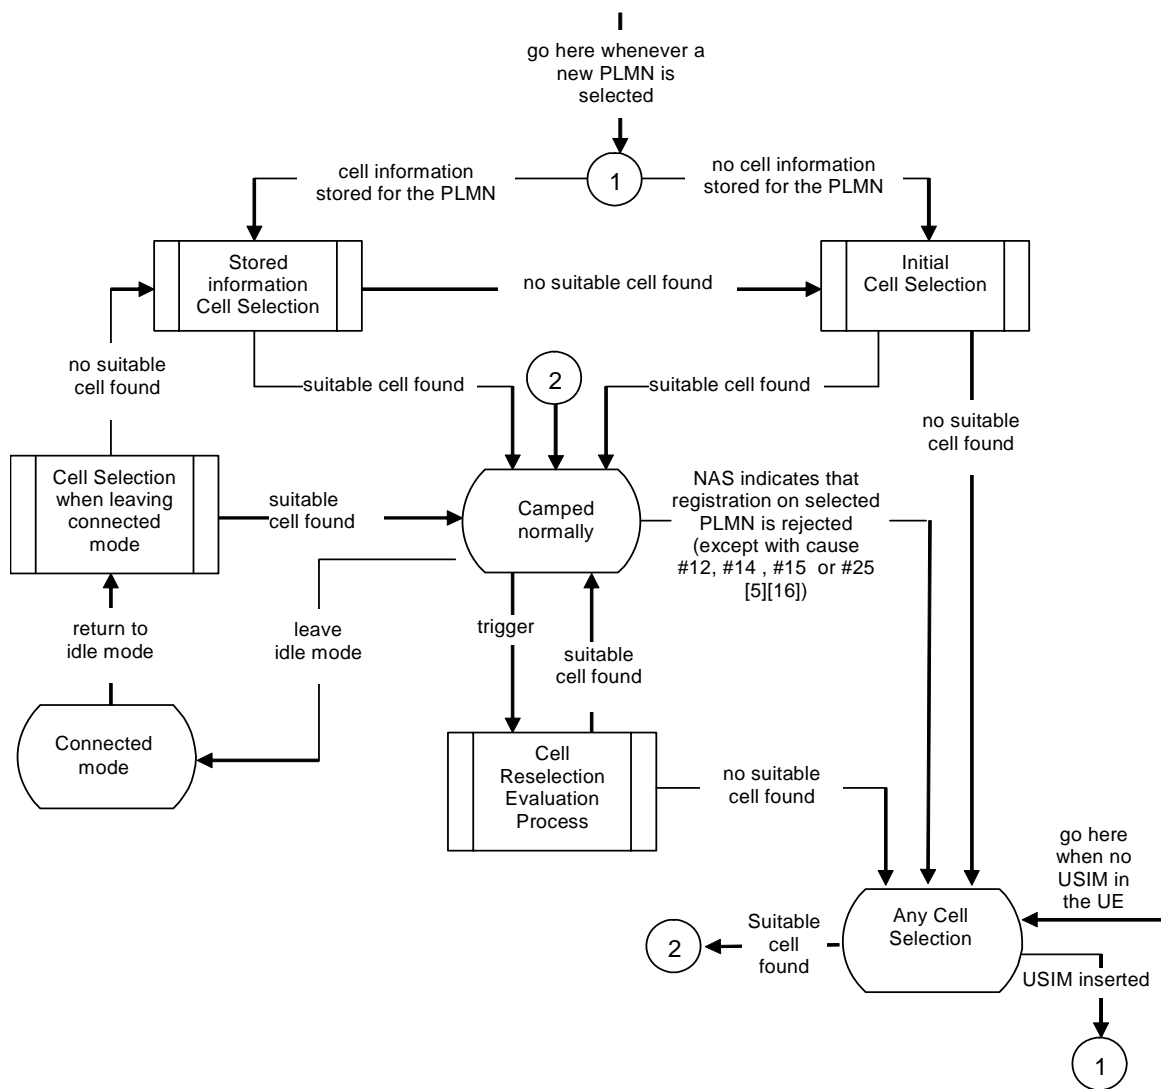 go here whenever a
new PLMN is
selected
cell information
stored for the PLMN
1
no cell information
stored for the PLMN
Stored
information
Cell Selection
no suitable cell found
Initial
Cell Selection
no suitable
cell found
suitable cell found
2
suitable cell found
no suitable
cell found
Cell Selection
when leaving
connected
mode
suitable
cell found
Camped
normally
NAS indicates that
registration on selected
PLMN is rejected
(except with cause
#12, #14 , #15 or #25
[5][16])
return to
idle mode
leave
idle mode
trigger
suitable
cell found
Connected
mode
Cell
Reselection
Evaluation
Process
no suitable
cell found
go here
when no
USIM in
the UE
2
Suitable
cell
found
Any Cell
Selection
USIM inserted
1